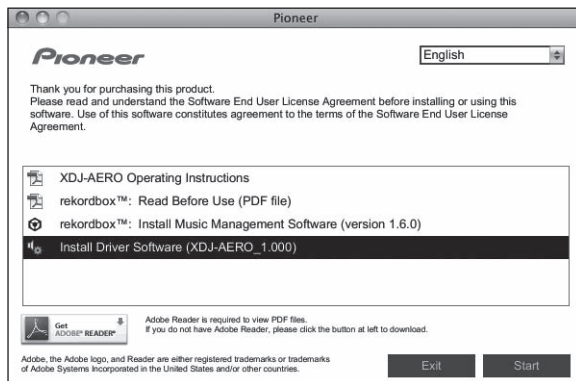 Pioneer
Pioneer
English
Thank you for purchasing this product.
Please read and understand the Software End User License Agreement before installing or using this
software. Use of this software constitutes agreement to the terms of the Software End User License
Agreement.
XDJ-AERO Operating Instructions
rekordbox™: Read Before Use (PDF file)
rekordbox™: Install Music Management Software (version 1.6.0)
Install Driver Software (XDJ-AERO_1.000)
Get
ADOBE® READER®
Adobe Reader is required to view PDF files.
If you do not have Adobe Reader, please click the button at left to download.
Adobe, the Adobe logo, and Reader are either registered trademarks or trademarks
of Adobe Systems Incorporated in the United States and/or other countries.
Exit
Start